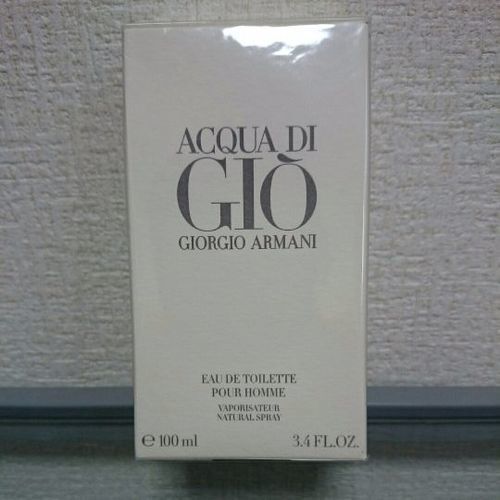 ACQUA DI
GIÒ
GIORGIO ARMANI
EAU DE TOILETTE
POUR HOMME
VAPORISATEUR
NATURAL SPRAY
℮ 100 ml 3.4 FL.OZ.